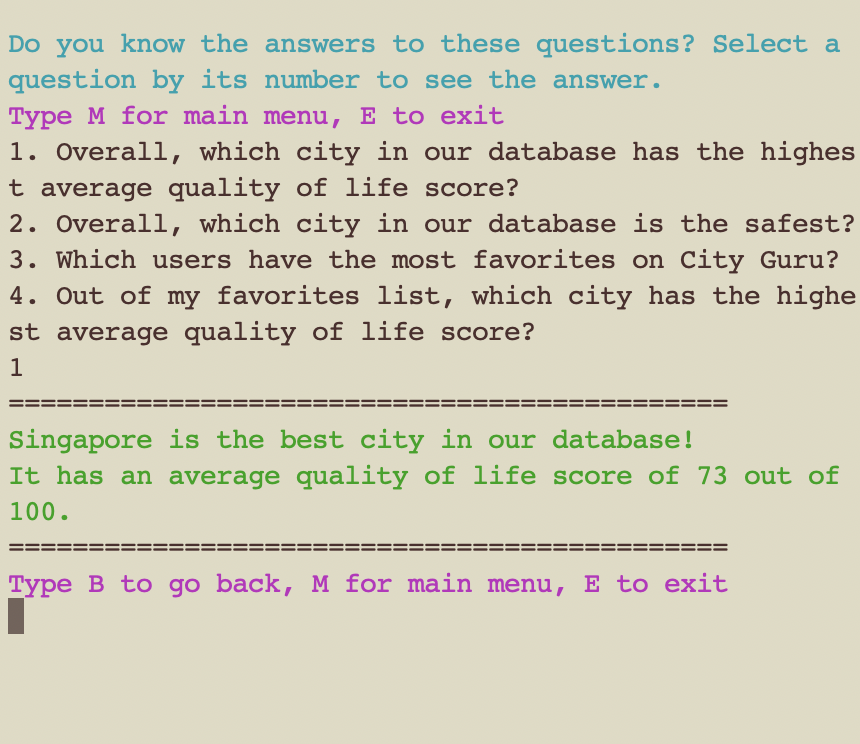 Do you know the answers to these questions? Select a
question by its number to see the answer.
Type M for main menu, E to exit
1. Overall, which city in our database has the highes
t average quality of life score?
2. Overall, which city in our database is the safest?
3. Which users have the most favorites on City Guru?
4. Out of my favorites list, which city has the highe
st average quality of life score?
1
=============================================
Singapore is the best city in our database!
It has an average quality of life score of 73 out of
100.
=============================================
Type B to go back, M for main menu, E to exit